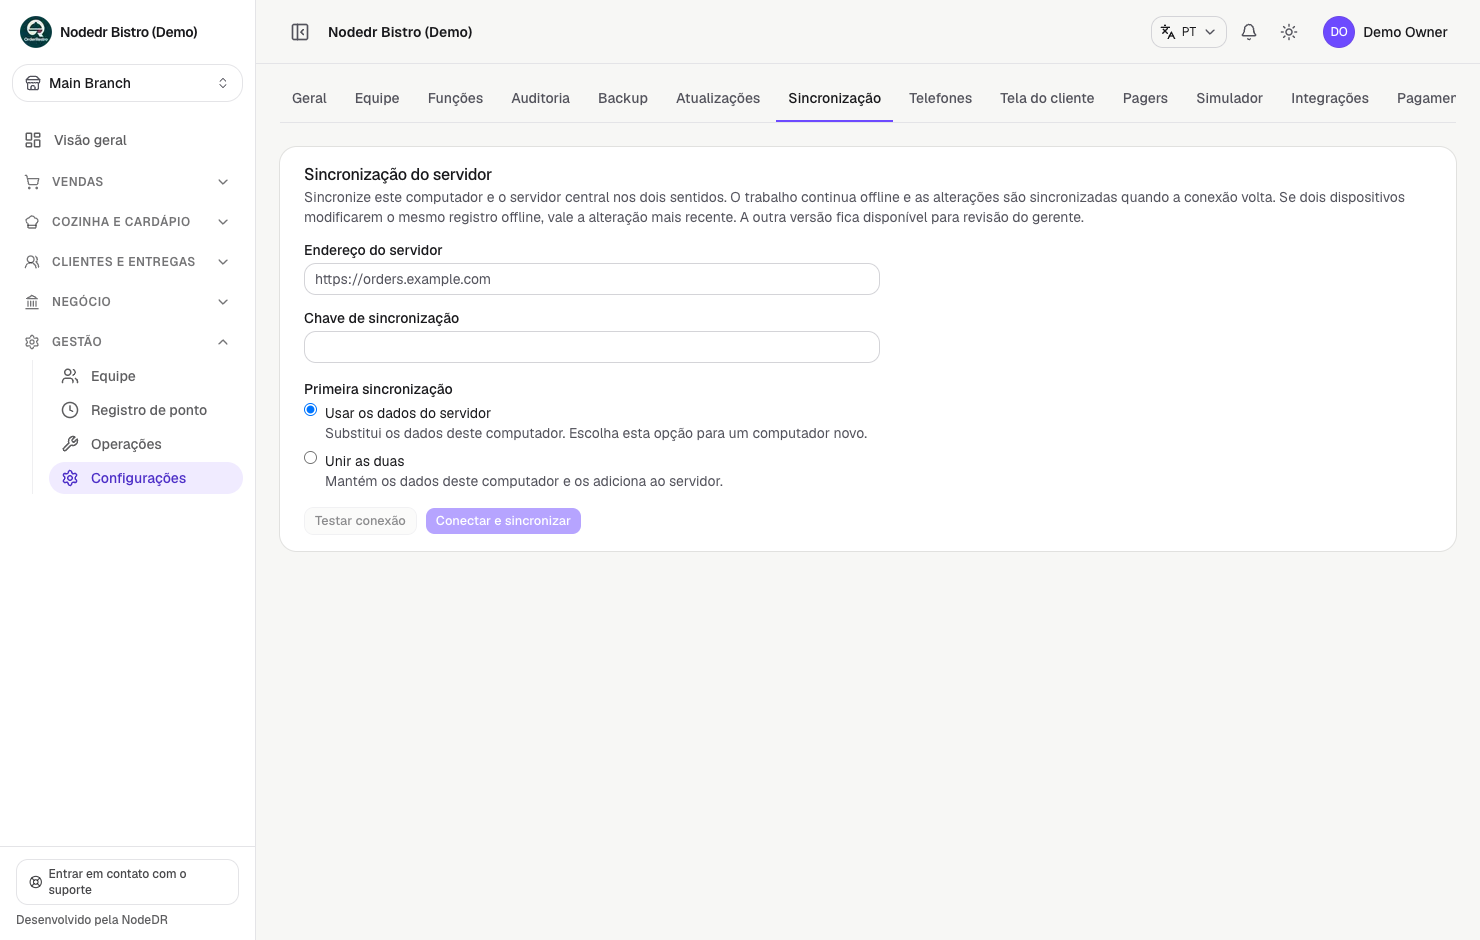 Nodedr Bistro (Demo)
Main Branch
Visão geral
VENDAS
COZINHA E CARDÁPIO
CLIENTES E ENTREGAS
NEGÓCIO
GESTÃO
Equipe
Registro de ponto
Operações
Configurações
Entrar em contato com o
suporte
Desenvolvido pela NodeDR
Nodedr Bistro (Demo)
PT
DO
Demo Owner
Geral
Equipe
Funções
Auditoria
Backup
Atualizações
Sincronização
Telefones
Tela do cliente
Pagers
Simulador
Integrações
Pagamen
Sincronização do servidor
Sincronize este computador e o servidor central nos dois sentidos. O trabalho continua offline e as alterações são sincronizadas quando a conexão volta. Se dois dispositivos
modificarem o mesmo registro offline, vale a alteração mais recente. A outra versão fica disponível para revisão do gerente.
Endereço do servidor
https://orders.example.com
Chave de sincronização
Primeira sincronização
Usar os dados do servidor
Substitui os dados deste computador. Escolha esta opção para um computador novo.
Unir as duas
Mantém os dados deste computador e os adiciona ao servidor.
Testar conexão
Conectar e sincronizar